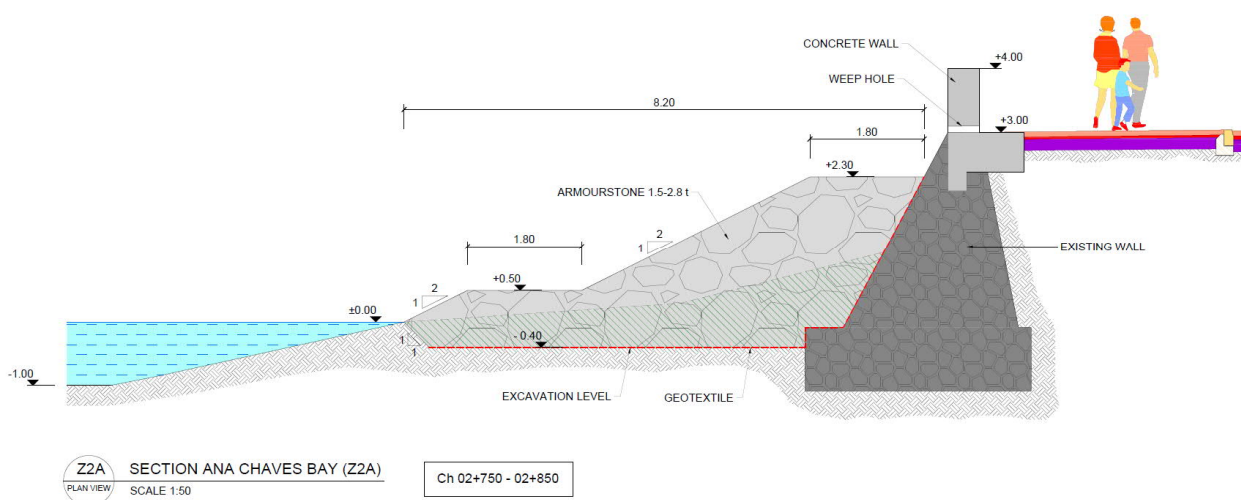 CONCRETE WALL
+4.00
WEEP HOLE
8.20
+3.00
1.80
+2.30
ARMOURSTONE 1.5-2.8 t
2
1
1.80
EXISTING WALL
+0.50
2
1
±0.00
1
1
- 0.40
-1.00
EXCAVATION LEVEL
GEOTEXTILE
Z2A
PLAN VIEW
SECTION ANA CHAVES BAY (Z2A)
SCALE 1:50
Ch 02+750 - 02+850